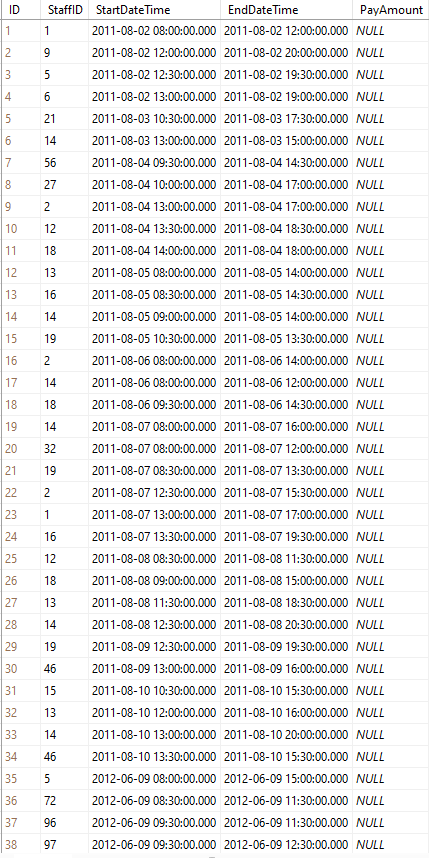 ID StaffID StartDateTime EndDateTime PayAmount
1 1 2011-08-02 08:00:00.000 2011-08-02 12:00:00.000 NULL
2 9 2011-08-02 12:00:00.000 2011-08-02 20:00:00.000 NULL
3 5 2011-08-02 12:30:00.000 2011-08-02 19:30:00.000 NULL
4 6 2011-08-02 13:00:00.000 2011-08-02 19:00:00.000 NULL
5 21 2011-08-03 10:30:00.000 2011-08-03 17:30:00.000 NULL
6 14 2011-08-03 13:00:00.000 2011-08-03 15:00:00.000 NULL
7 56 2011-08-04 09:30:00.000 2011-08-04 14:30:00.000 NULL
8 27 2011-08-04 10:00:00.000 2011-08-04 17:00:00.000 NULL
9 2 2011-08-04 13:00:00.000 2011-08-04 17:00:00.000 NULL
10 12 2011-08-04 13:30:00.000 2011-08-04 18:30:00.000 NULL
11 18 2011-08-04 14:00:00.000 2011-08-04 18:00:00.000 NULL
12 13 2011-08-05 08:00:00.000 2011-08-05 14:00:00.000 NULL
13 16 2011-08-05 08:30:00.000 2011-08-05 14:30:00.000 NULL
14 14 2011-08-05 09:00:00.000 2011-08-05 14:00:00.000 NULL
15 19 2011-08-05 10:30:00.000 2011-08-05 13:30:00.000 NULL
16 2 2011-08-06 08:00:00.000 2011-08-06 14:00:00.000 NULL
17 14 2011-08-06 08:00:00.000 2011-08-06 12:00:00.000 NULL
18 18 2011-08-06 09:30:00.000 2011-08-06 14:30:00.000 NULL
19 14 2011-08-07 08:00:00.000 2011-08-07 16:00:00.000 NULL
20 32 2011-08-07 08:00:00.000 2011-08-07 12:00:00.000 NULL
21 19 2011-08-07 08:30:00.000 2011-08-07 13:30:00.000 NULL
22 2 2011-08-07 12:30:00.000 2011-08-07 15:30:00.000 NULL
23 1 2011-08-07 13:00:00.000 2011-08-07 17:00:00.000 NULL
24 16 2011-08-07 13:30:00.000 2011-08-07 19:30:00.000 NULL
25 12 2011-08-08 08:30:00.000 2011-08-08 11:30:00.000 NULL
26 18 2011-08-08 09:00:00.000 2011-08-08 15:00:00.000 NULL
27 13 2011-08-08 11:30:00.000 2011-08-08 18:30:00.000 NULL
28 14 2011-08-08 12:30:00.000 2011-08-08 20:30:00.000 NULL
29 19 2011-08-09 12:30:00.000 2011-08-09 19:30:00.000 NULL
30 46 2011-08-09 13:00:00.000 2011-08-09 16:00:00.000 NULL
31 15 2011-08-10 10:30:00.000 2011-08-10 15:30:00.000 NULL
32 13 2011-08-10 12:00:00.000 2011-08-10 16:00:00.000 NULL
33 14 2011-08-10 13:00:00.000 2011-08-10 20:00:00.000 NULL
34 46 2011-08-10 13:30:00.000 2011-08-10 15:30:00.000 NULL
35 5 2012-06-09 08:00:00.000 2012-06-09 15:00:00.000 NULL
36 72 2012-06-09 08:30:00.000 2012-06-09 11:30:00.000 NULL
37 96 2012-06-09 09:30:00.000 2012-06-09 11:30:00.000 NULL
38 97 2012-06-09 09:30:00.000 2012-06-09 12:30:00.000 NULL